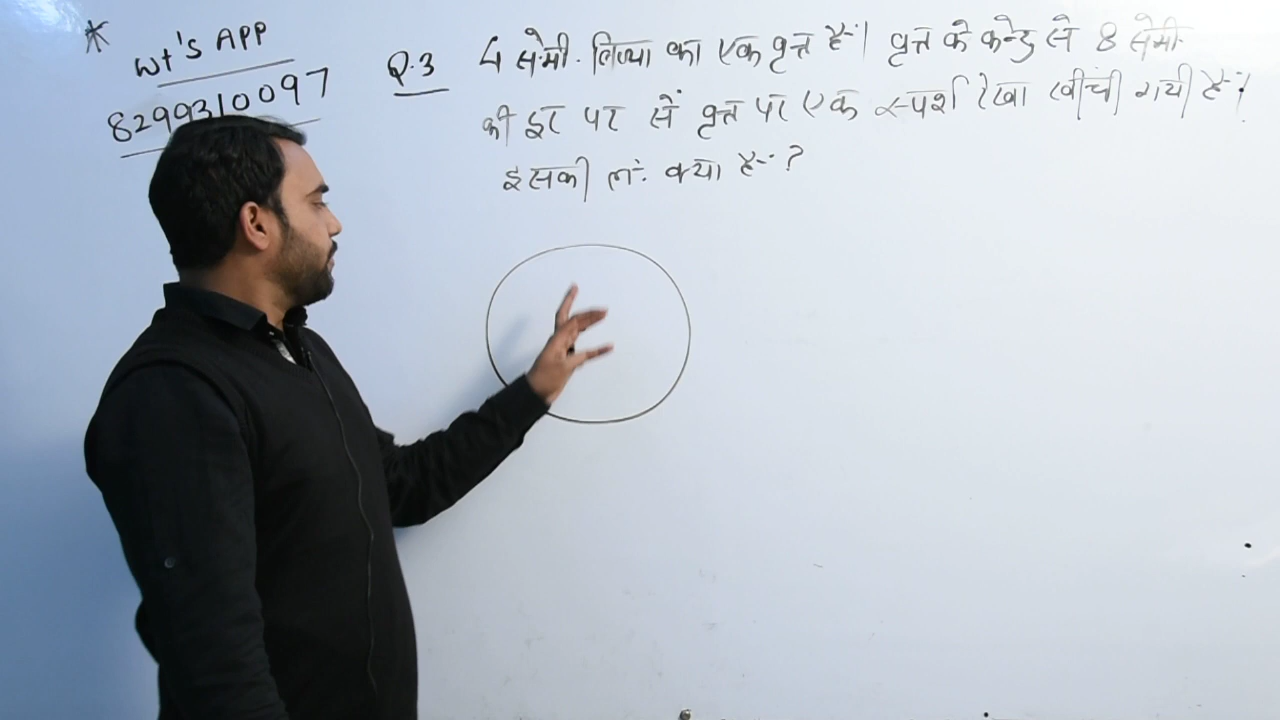 * Wt's APP
8299310097
Q.3 4 सेमी. त्रिज्या का एक वृत्त है। वृत्त के केन्द्र से 8 सेमी.
की दूर पर से वृत्त पर एक स्पर्श रेखा खींची गयी है।
इसकी लं. क्या है ?